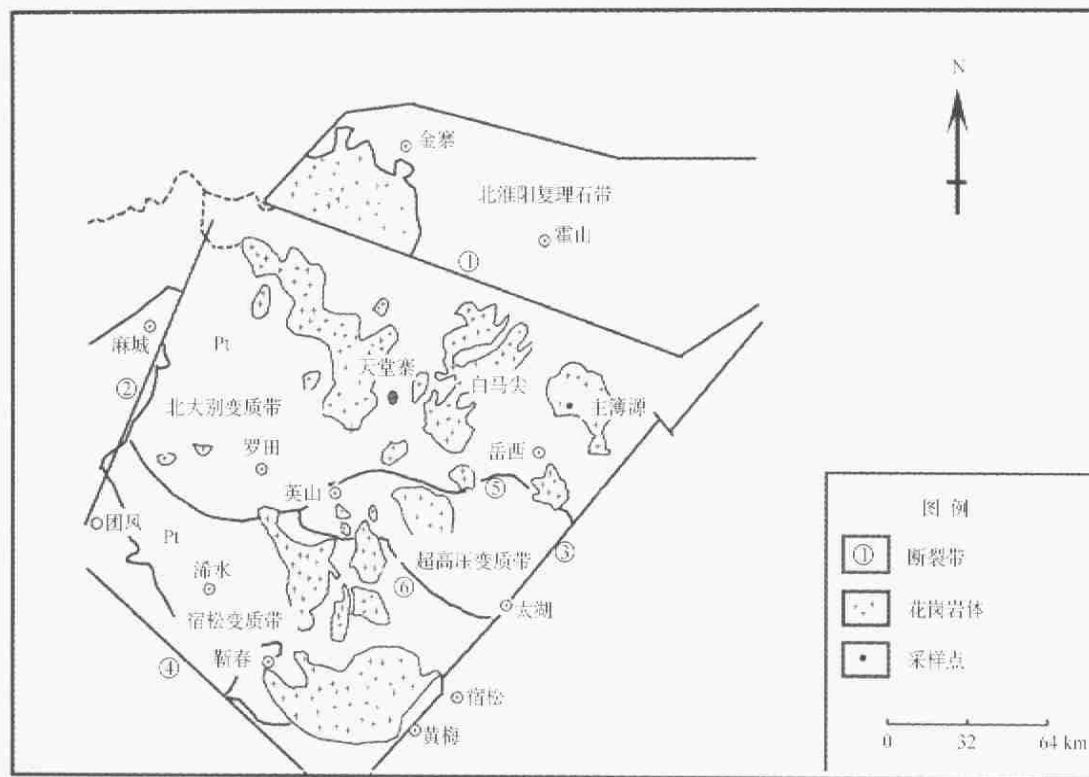 N
金寨
北淮阳复理石带
霍山
①
麻城
Pt
天堂寨
②
白马尖
主薄源
北大别变质带
罗田
岳西
英山
⑤
团风
Pt
超高压变质带
③
浠水
⑥
太湖
宿松变质带
靳春
④
宿松
黄梅
图 例
① 断裂带
花岗岩体
采样点
0 32 64 km